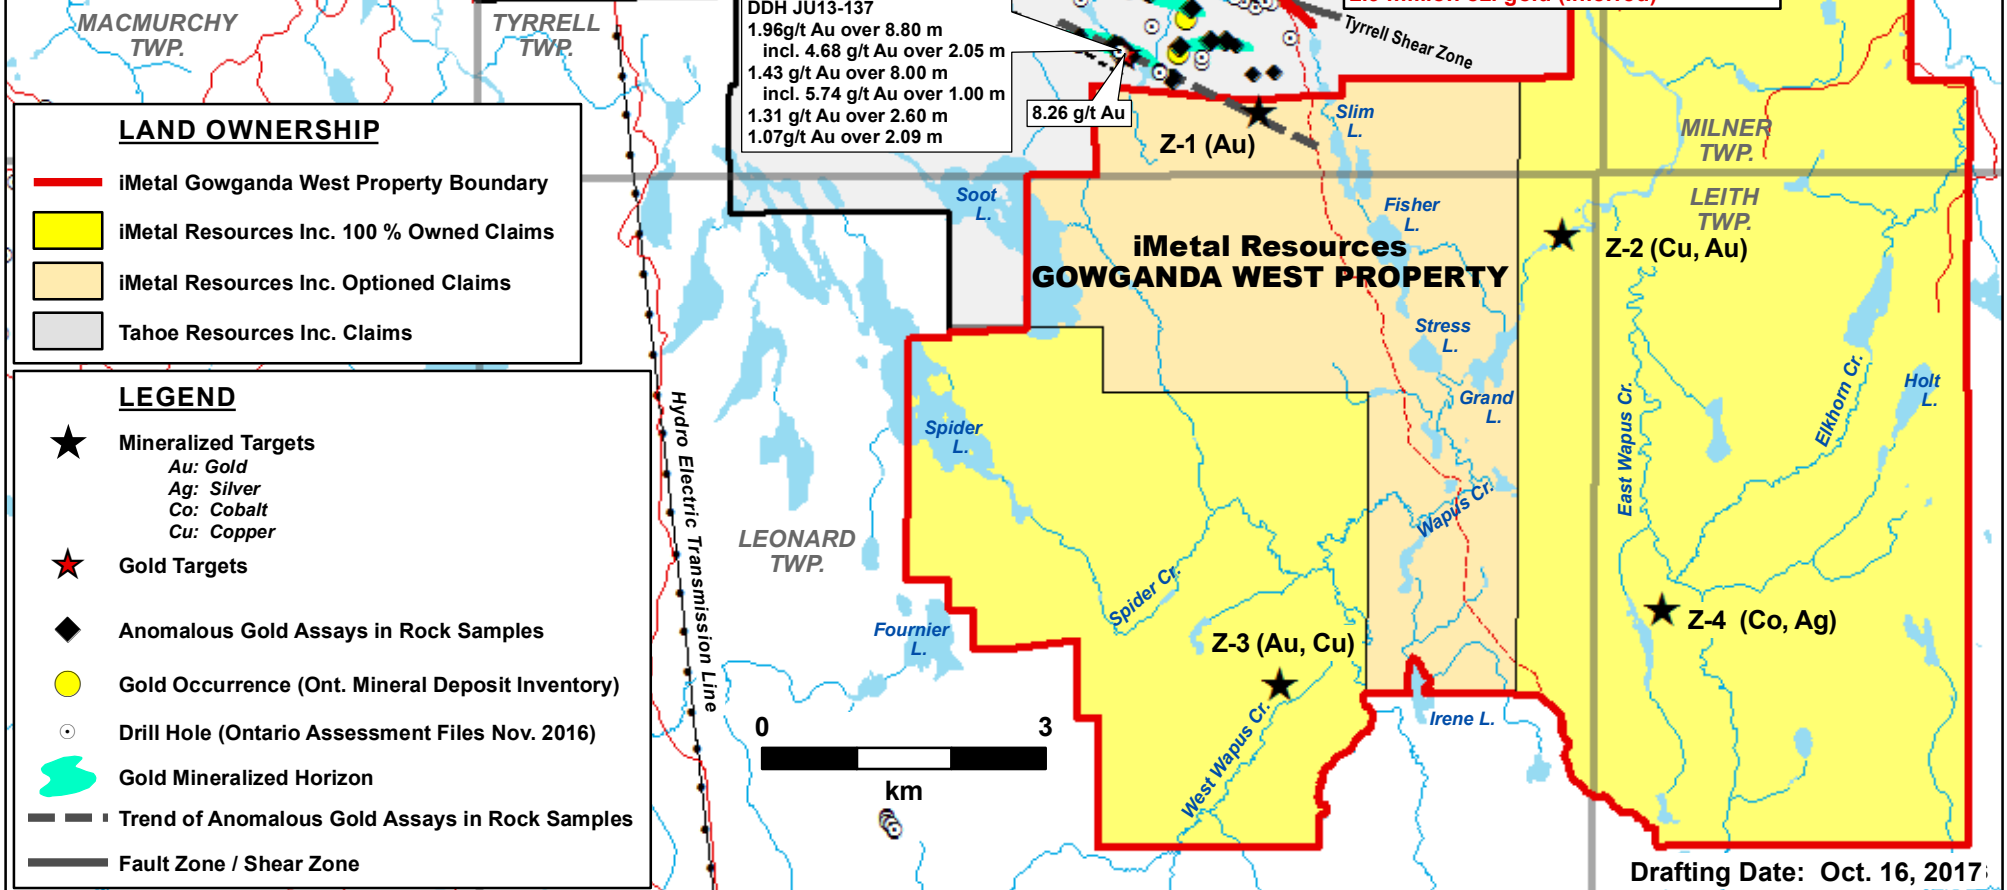 MACMURCHY
TWP.
TYRRELL
TWP.
DDH JU13-137
1.96g/t Au over 8.80 m
incl. 4.68 g/t Au over 2.05 m
1.43 g/t Au over 8.00 m
incl. 5.74 g/t Au over 1.00 m
1.31 g/t Au over 2.60 m
1.07g/t Au over 2.09 m
8.26 g/t Au
Tyrrell Shear Zone
Z-1 (Au)
Slim
L.
MILNER
TWP.
LEITH
TWP.
LAND OWNERSHIP
iMetal Gowganda West Property Boundary
iMetal Resources Inc. 100 % Owned Claims
iMetal Resources Inc. Optioned Claims
Tahoe Resources Inc. Claims
Soot
L.
Fisher
L.
iMetal Resources
GOWGANDA WEST PROPERTY
Z-2 (Cu, Au)
Stress
L.
Grand
L.
Holt
L.
Elkhorn Cr.
East Wapus Cr.
Spider
L.
Wapus Cr.
Spider Cr.
LEONARD
TWP.
Hydro Electric Transmission Line
LEGEND
Mineralized Targets
Au: Gold
Ag: Silver
Co: Cobalt
Cu: Copper
Gold Targets
Anomalous Gold Assays in Rock Samples
Gold Occurrence (Ont. Mineral Deposit Inventory)
Drill Hole (Ontario Assessment Files Nov. 2016)
Gold Mineralized Horizon
Trend of Anomalous Gold Assays in Rock Samples
Fault Zone / Shear Zone
Fournier
L.
Z-3 (Au, Cu)
Z-4 (Co, Ag)
Irene L.
West Wapus Cr.
0 3
km
Drafting Date: Oct. 16, 2017